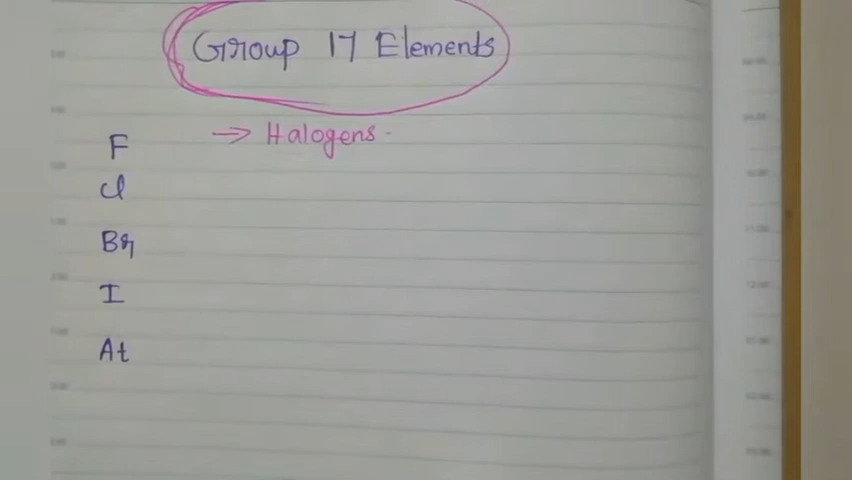 Group 17 Elements
→ Halogens
F
Cl
Br
I
At